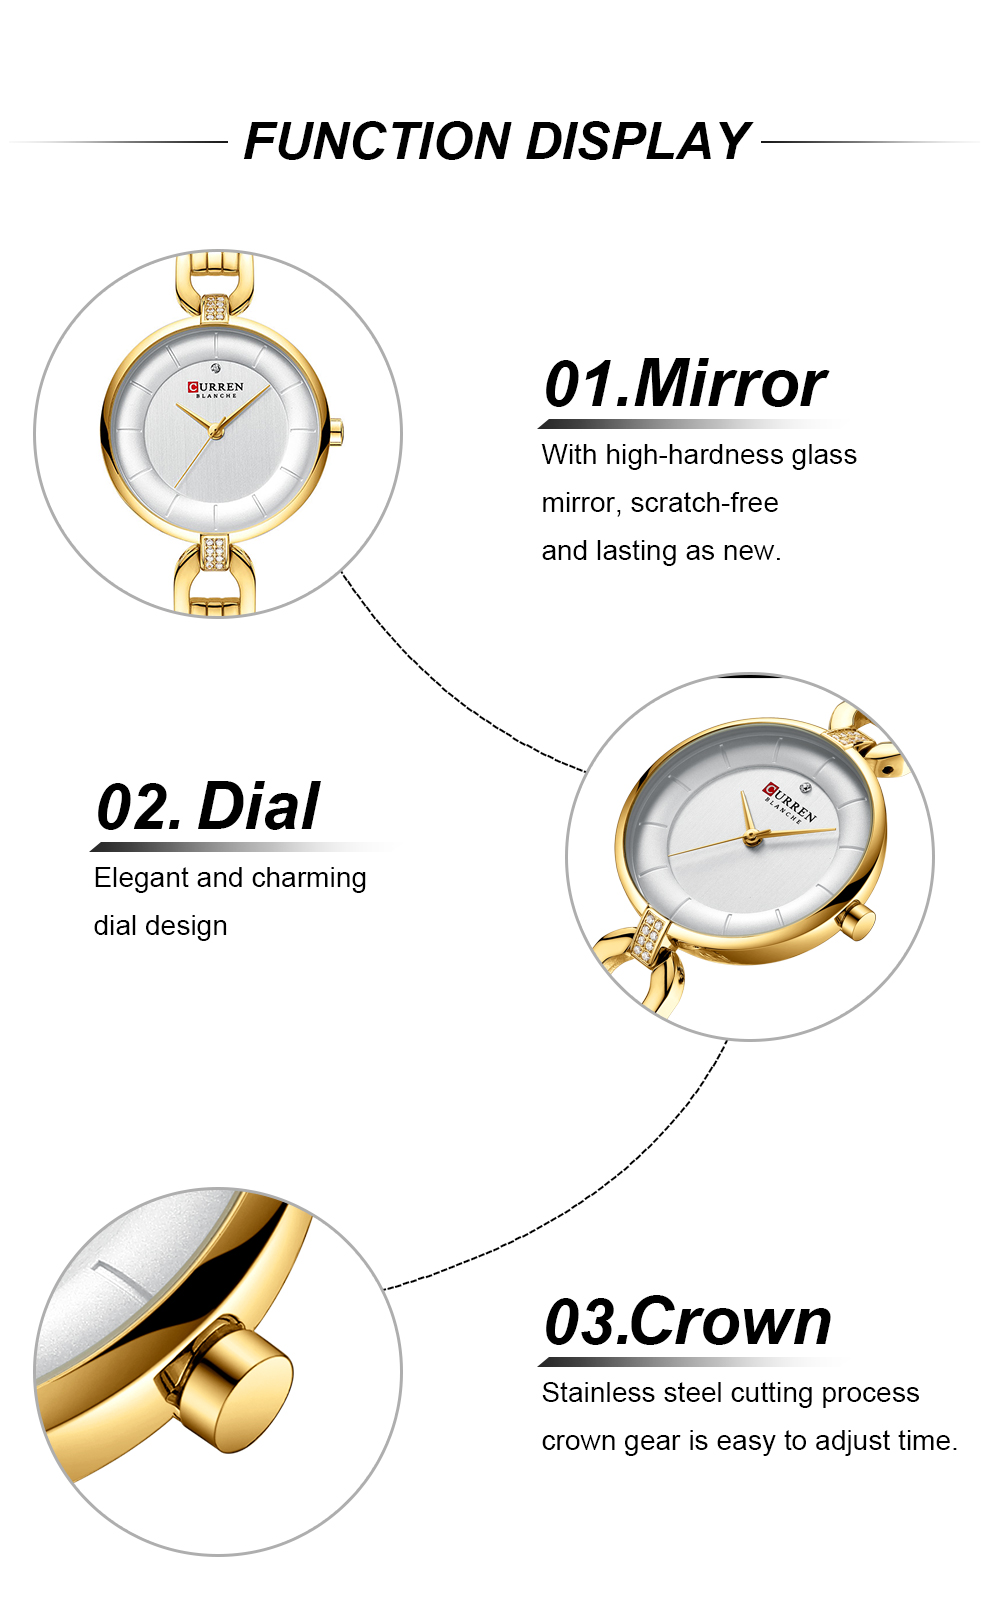 FUNCTION DISPLAY
CURREN
BLANCHE
01.Mirror
With high-hardness glass
mirror, scratch-free
and lasting as new.
02. Dial
Elegant and charming
dial design
CURREN
BLANCHE
03.Crown
Stainless steel cutting process
crown gear is easy to adjust time.